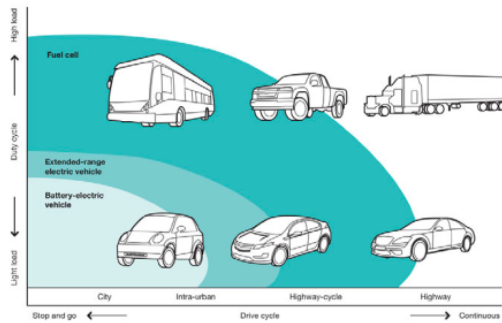 High load
Duty cycle
Light load
Fuel cell
Extended-range
electric vehicle
Battery-electric
vehicle
City
Intra-urban
Highway-cycle
Highway
Stop and go
Drive cycle
Continuous